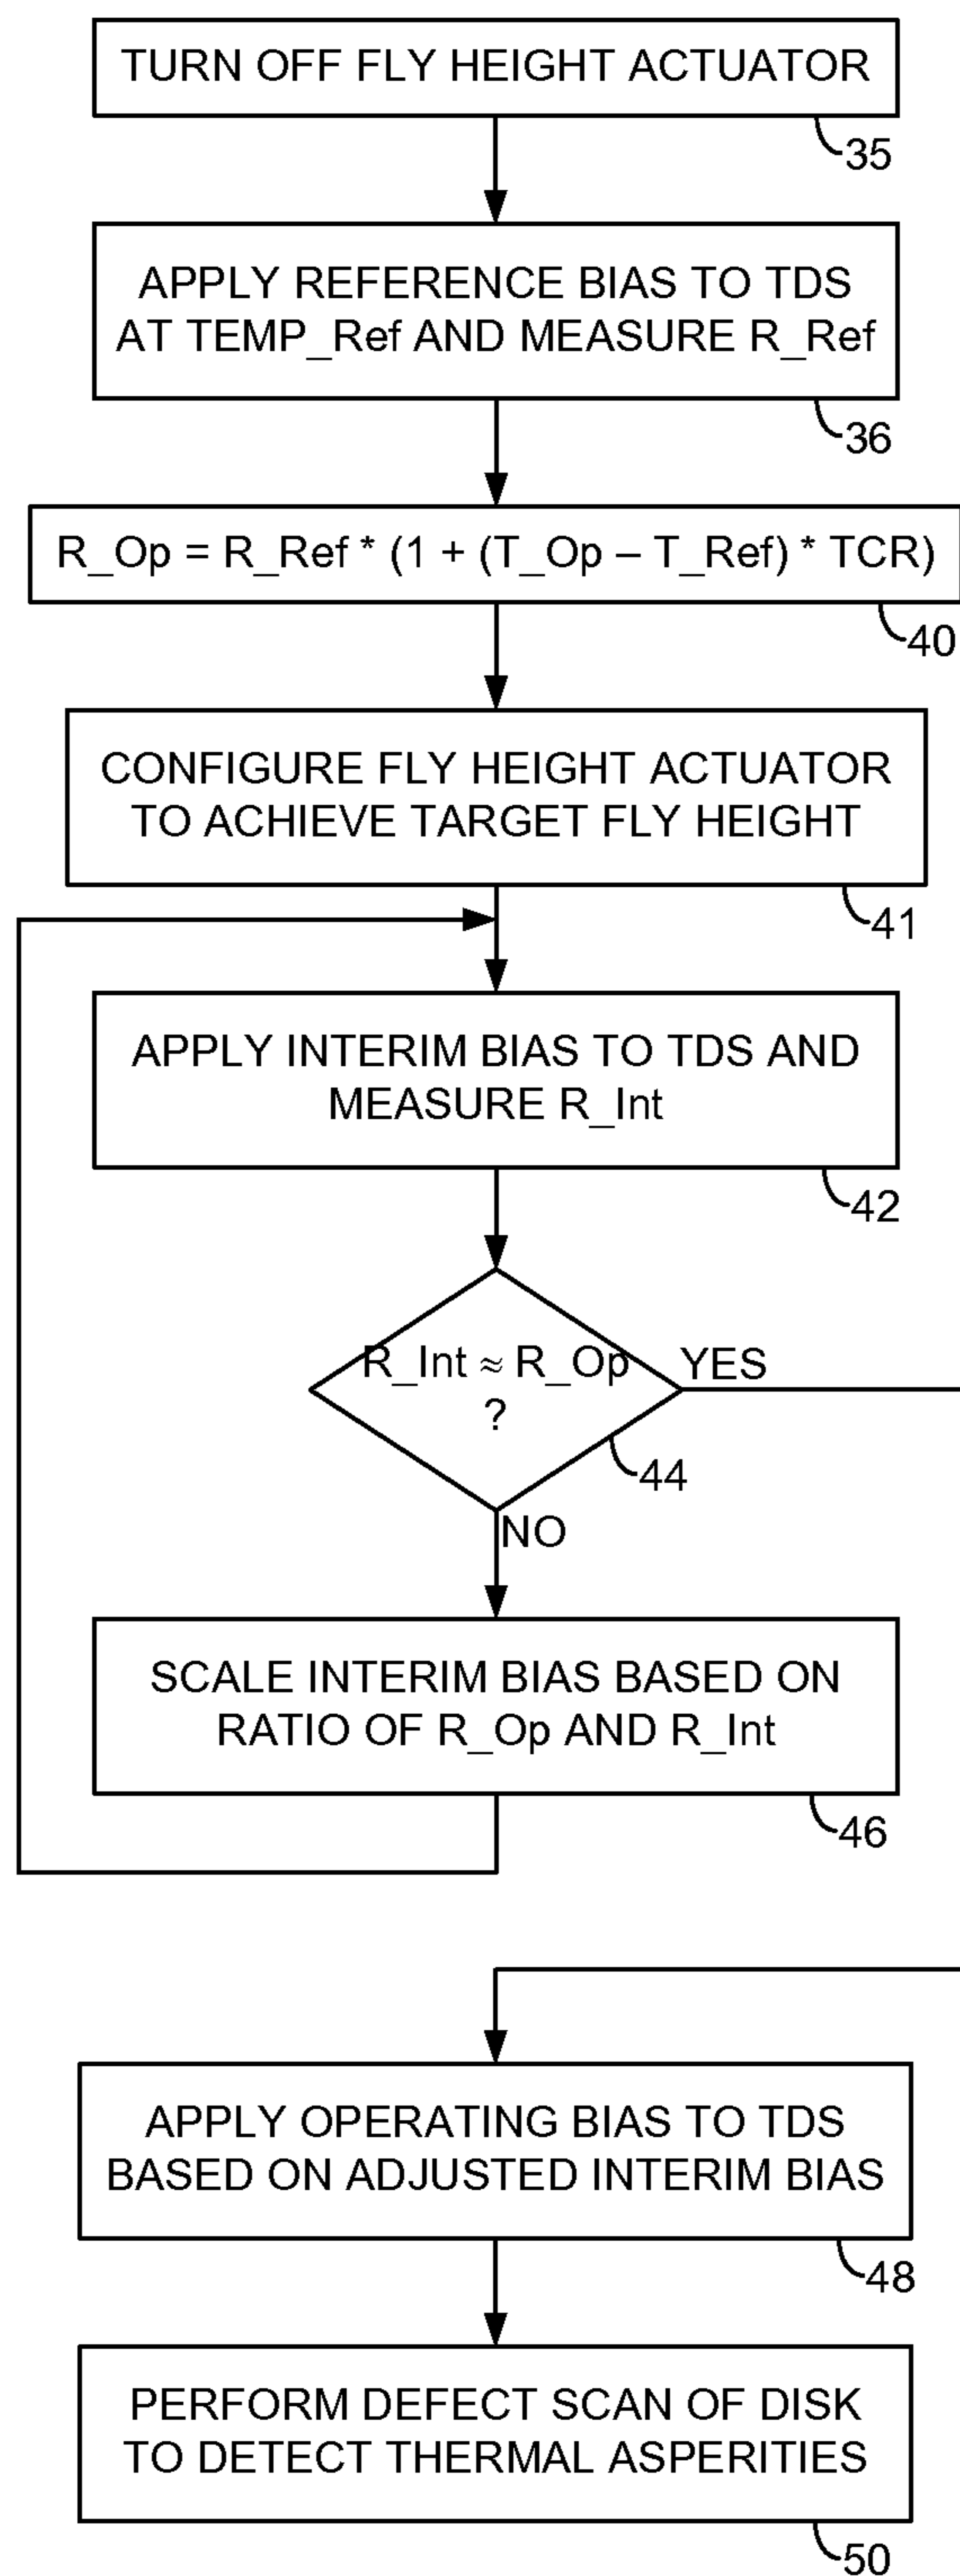 TURN OFF FLY HEIGHT ACTUATOR
35
APPLY REFERENCE BIAS TO TDS
AT TEMP_Ref AND MEASURE R_Ref
36
R_Op = R_Ref * (1 + (T_Op – T_Ref) * TCR)
40
CONFIGURE FLY HEIGHT ACTUATOR
TO ACHIEVE TARGET FLY HEIGHT
41
APPLY INTERIM BIAS TO TDS AND
MEASURE R_Int
42
R_Int ≈ R_Op
?
YES
44
NO
SCALE INTERIM BIAS BASED ON
RATIO OF R_Op AND R_Int
46
APPLY OPERATING BIAS TO TDS
BASED ON ADJUSTED INTERIM BIAS
48
PERFORM DEFECT SCAN OF DISK
TO DETECT THERMAL ASPERITIES
50